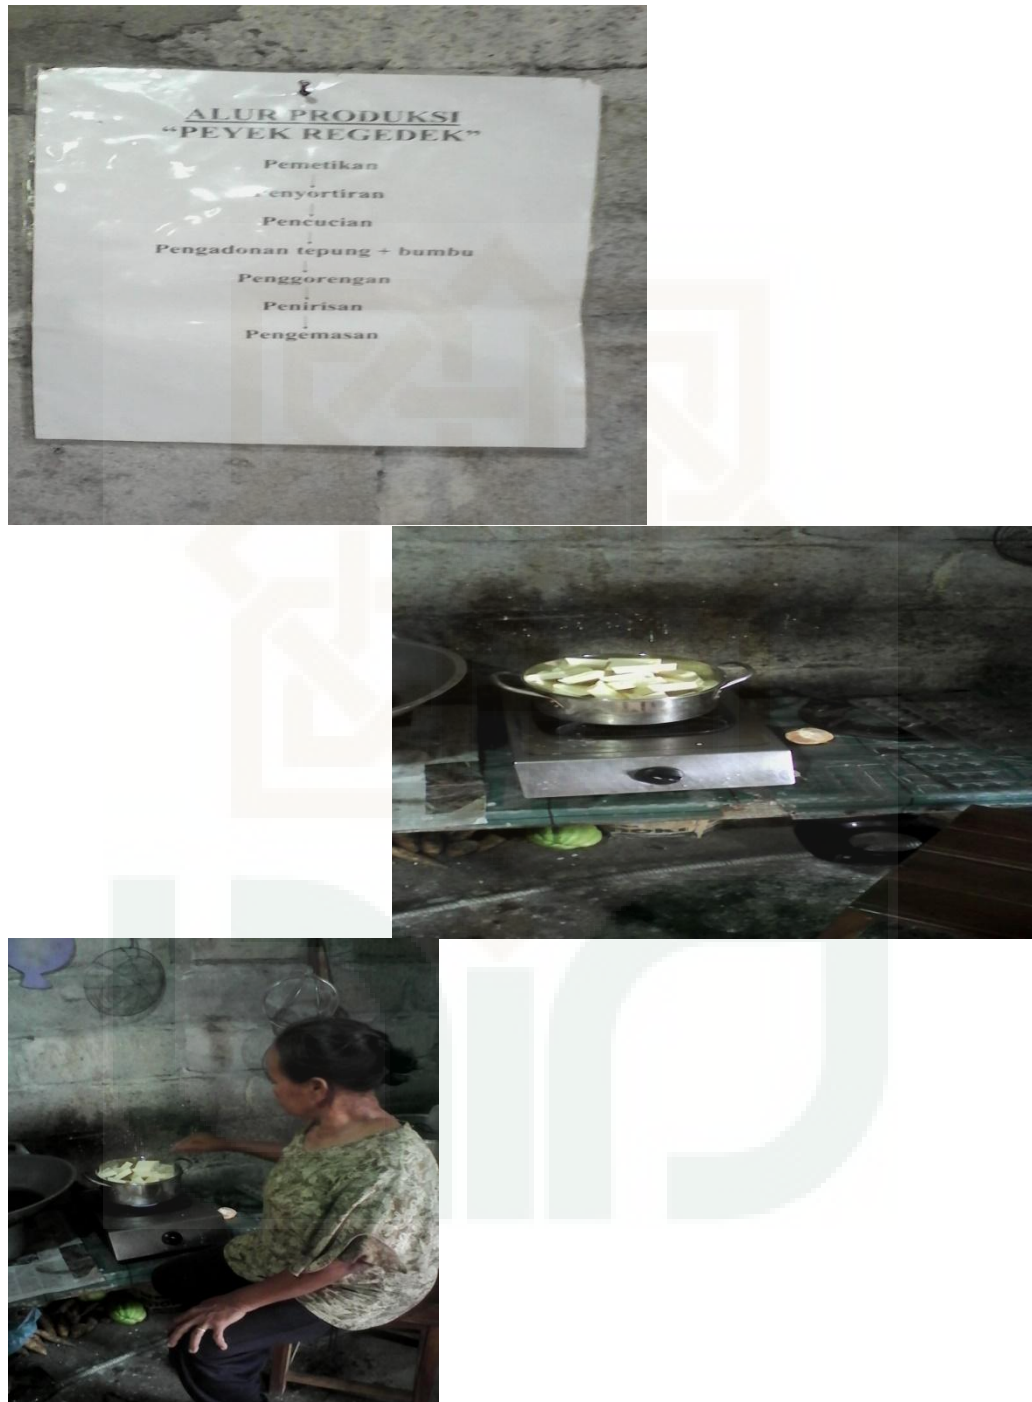 ALUR PRODUKSI
"PEYEK REGEDEK"
Pemetikan
Penyortiran
Pencucian
Pengadonan tepung + bumbu
Penggorengan
Penirisan
Pengemasan